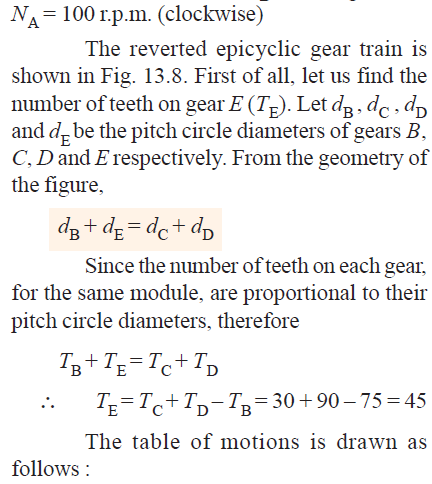 N_A = 100 r.p.m. (clockwise)
The reverted epicyclic gear train is
shown in Fig. 13.8. First of all, let us find the
number of teeth on gear E (T_E). Let d_B , d_C , d_D
and d_E be the pitch circle diameters of gears B,
C, D and E respectively. From the geometry of
the figure,
d_B + d_E = d_C + d_D
Since the number of teeth on each gear,
for the same module, are proportional to their
pitch circle diameters, therefore
T_B + T_E = T_C + T_D
∴ T_E = T_C + T_D – T_B = 30 + 90 – 75 = 45
The table of motions is drawn as
follows :